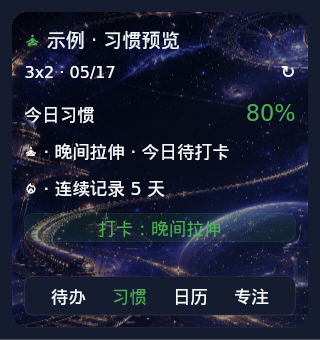 示例 · 习惯预览
3x2 · 05/17 ↻
今日习惯 80%
· 晚间拉伸 · 今日待打卡
· 连续记录 5 天
打卡：晚间拉伸
待办 习惯 日历 专注